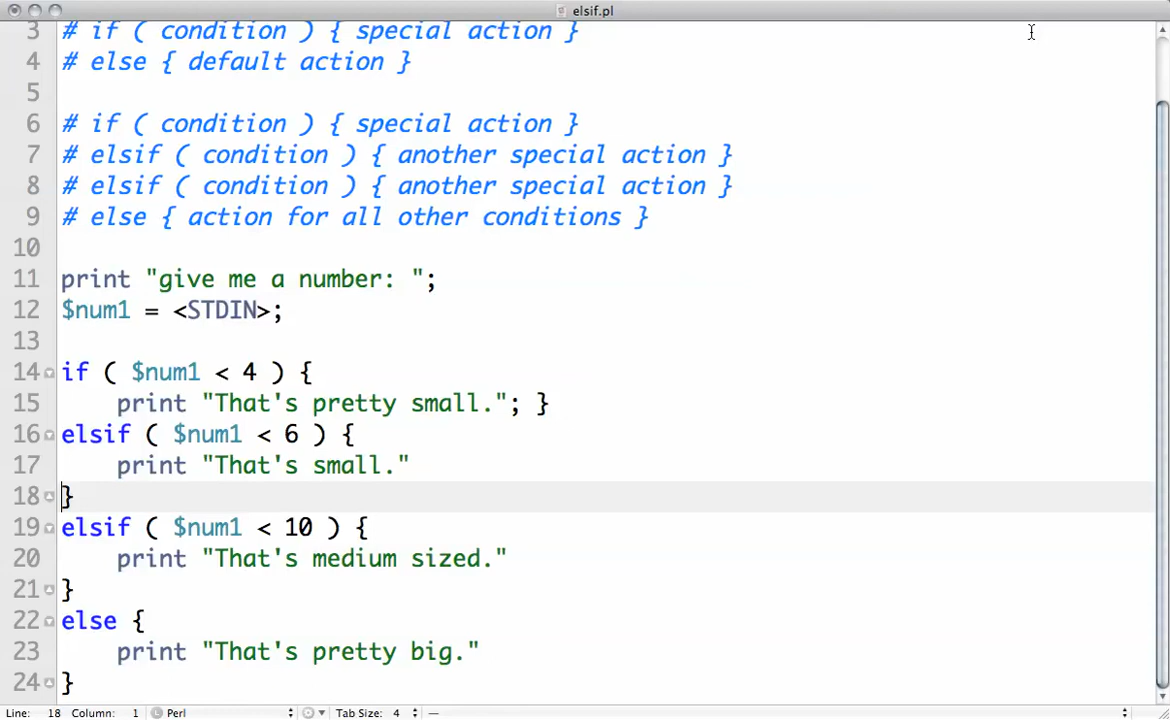 elsif.pl
3 # if ( condition ) { special action }
4 # else { default action }
5
6 # if ( condition ) { special action }
7 # elsif ( condition ) { another special action }
8 # elsif ( condition ) { another special action }
9 # else { action for all other conditions }
10
11 print "give me a number: ";
12 $num1 = <STDIN>;
13
14 if ( $num1 < 4 ) {
15     print "That's pretty small."; }
16 elsif ( $num1 < 6 ) {
17     print "That's small."
18 }
19 elsif ( $num1 < 10 ) {
20     print "That's medium sized."
21 }
22 else {
23     print "That's pretty big."
24 }
Line: 18 Column: 1 L Perl Tab Size: 4 —